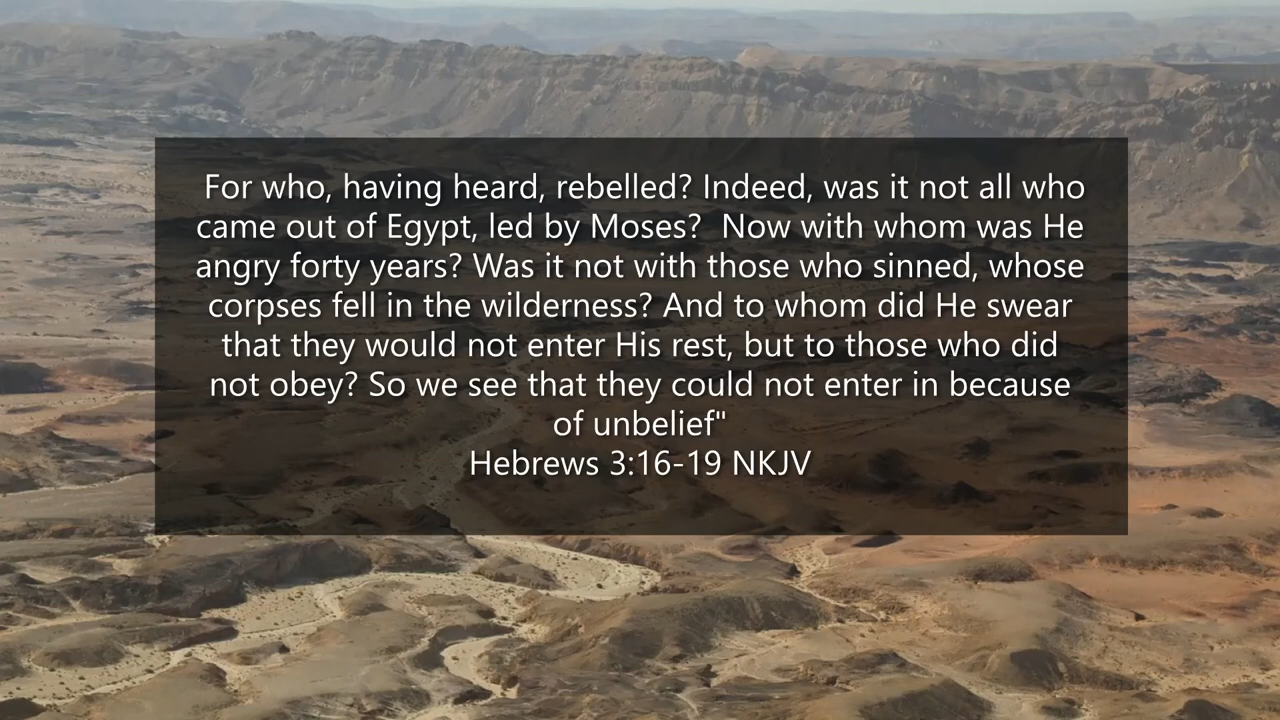 For who, having heard, rebelled? Indeed, was it not all who
came out of Egypt, led by Moses?  Now with whom was He
angry forty years? Was it not with those who sinned, whose
corpses fell in the wilderness? And to whom did He swear
that they would not enter His rest, but to those who did
not obey? So we see that they could not enter in because
of unbelief"
Hebrews 3:16-19 NKJV